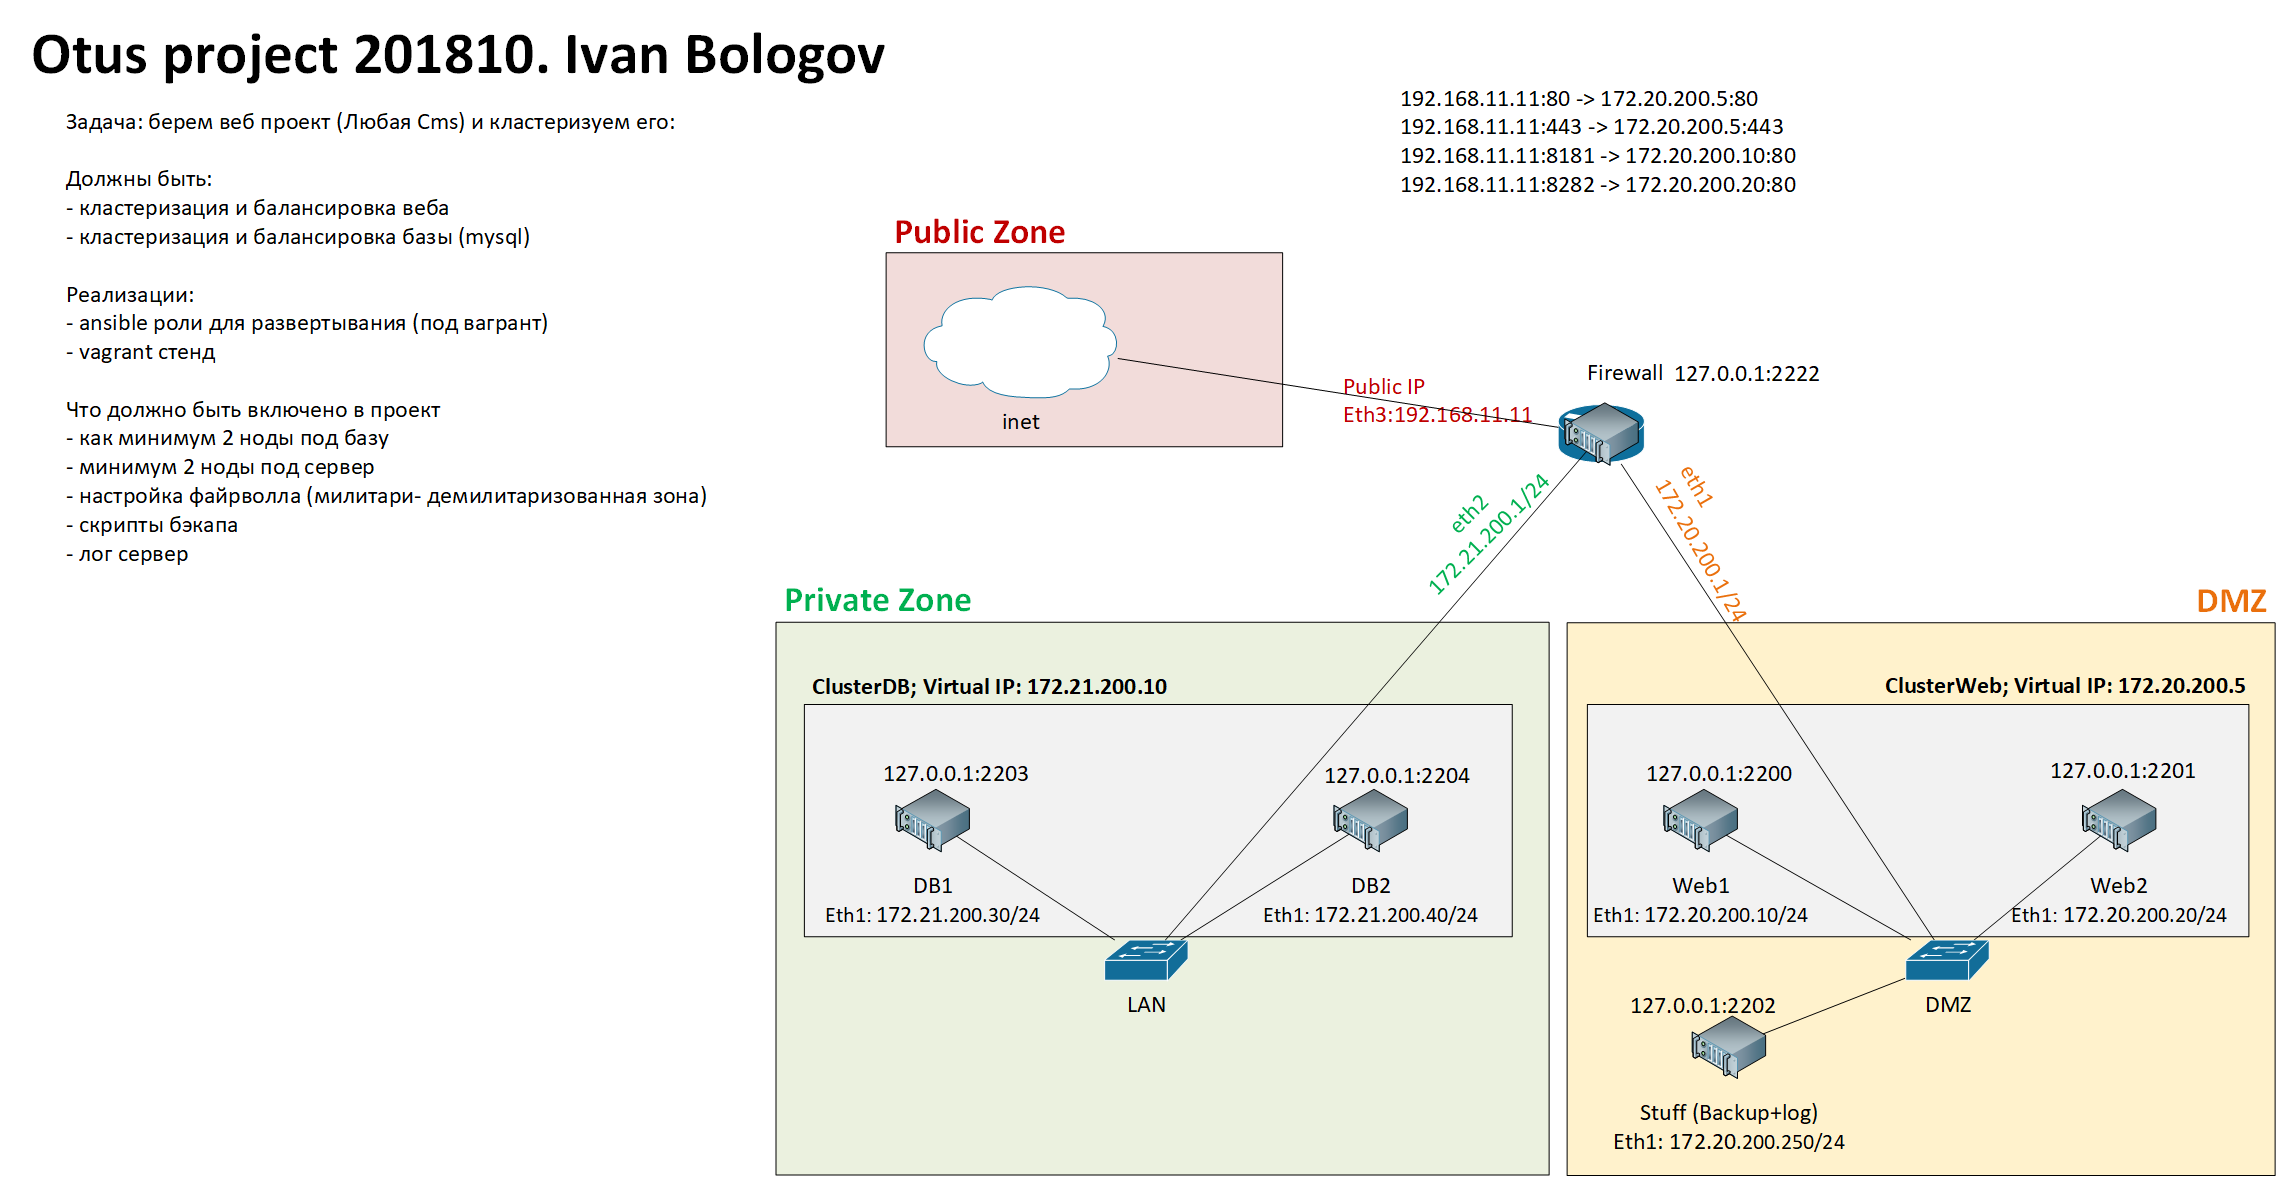 Otus project 201810. Ivan Bologov
Задача: берем веб проект (Любая Cms) и кластеризуем его:
Должны быть:
- кластеризация и балансировка веба
- кластеризация и балансировка базы (mysql)
Реализации:
- ansible роли для развертывания (под вагрант)
- vagrant стенд
Что должно быть включено в проект
- как минимум 2 ноды под базу
- минимум 2 ноды под сервер
- настройка файрволла (милитари- демилитаризованная зона)
- скрипты бэкапа
- лог сервер
192.168.11.11:80 -> 172.20.200.5:80
192.168.11.11:443 -> 172.20.200.5:443
192.168.11.11:8181 -> 172.20.200.10:80
192.168.11.11:8282 -> 172.20.200.20:80
Public Zone
inet
Public IP
Eth3:192.168.11.11
Firewall 127.0.0.1:2222
eth2
172.21.200.1/24
eth1
172.20.200.1/24
Private Zone
ClusterDB; Virtual IP: 172.21.200.10
127.0.0.1:2203
DB1
Eth1: 172.21.200.30/24
127.0.0.1:2204
DB2
Eth1: 172.21.200.40/24
LAN
DMZ
ClusterWeb; Virtual IP: 172.20.200.5
127.0.0.1:2200
Web1
Eth1: 172.20.200.10/24
127.0.0.1:2201
Web2
Eth1: 172.20.200.20/24
DMZ
127.0.0.1:2202
Stuff (Backup+log)
Eth1: 172.20.200.250/24